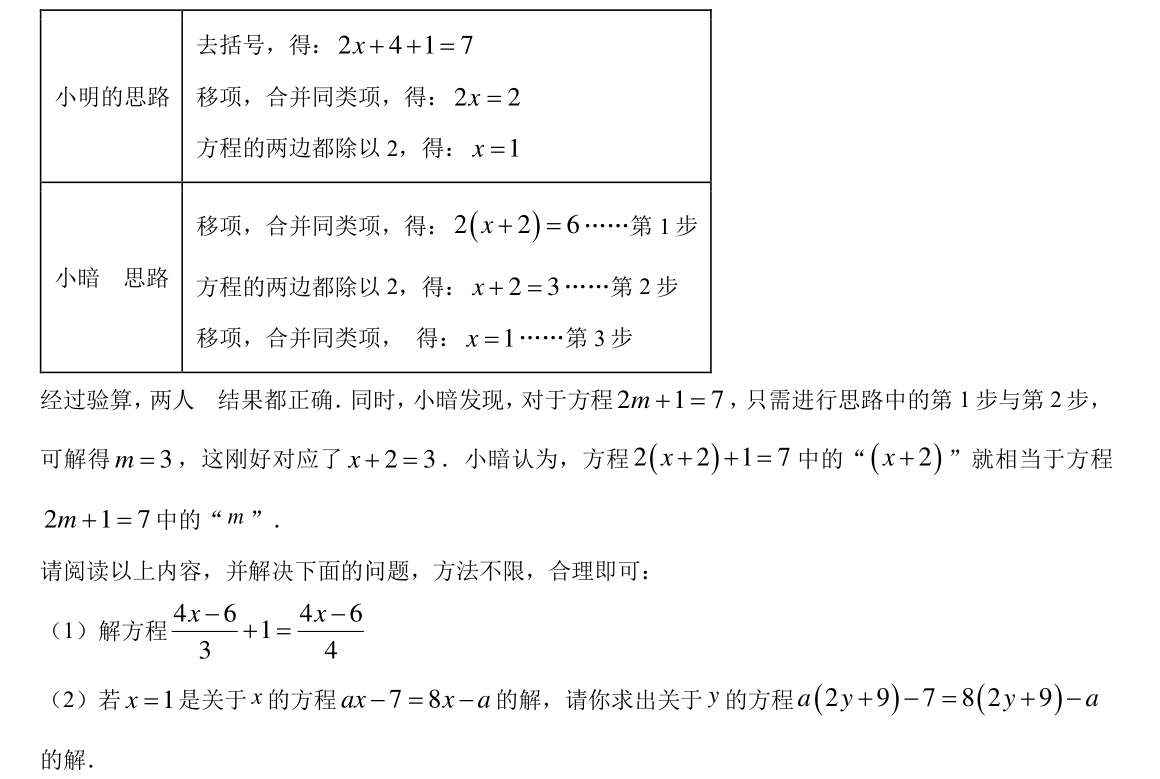 去括号，得：2x+4+1=7
小明的思路 移项，合并同类项，得：2x=2
方程的两边都除以 2，得：x=1
移项，合并同类项，得：2(x+2)=6……第 1 步
小暗 思路 方程的两边都除以 2，得：x+2=3……第 2 步
移项，合并同类项， 得：x=1……第 3 步
经过验算，两人 结果都正确．同时，小暗发现，对于方程2m+1=7，只需进行思路中的第 1 步与第 2 步，
可解得m=3，这刚好对应了x+2=3．小暗认为，方程2(x+2)+1=7中的“(x+2)”就相当于方程
2m+1=7中的“m”．
请阅读以上内容，并解决下面的问题，方法不限，合理即可：
（1）解方程\frac{4x-6}{3}+1=\frac{4x-6}{4}
（2）若x=1是关于x的方程ax-7=8x-a的解，请你求出关于y的方程a(2y+9)-7=8(2y+9)-a
的解．